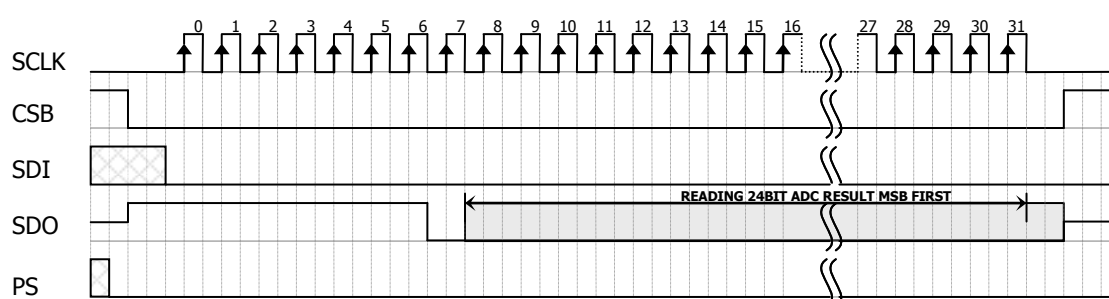 0 1 2 3 4 5 6 7 8 9 10 11 12 13 14 15 16 27 28 29 30 31
SCLK
CSB
SDI
READING 24BIT ADC RESULT MSB FIRST
SDO
PS